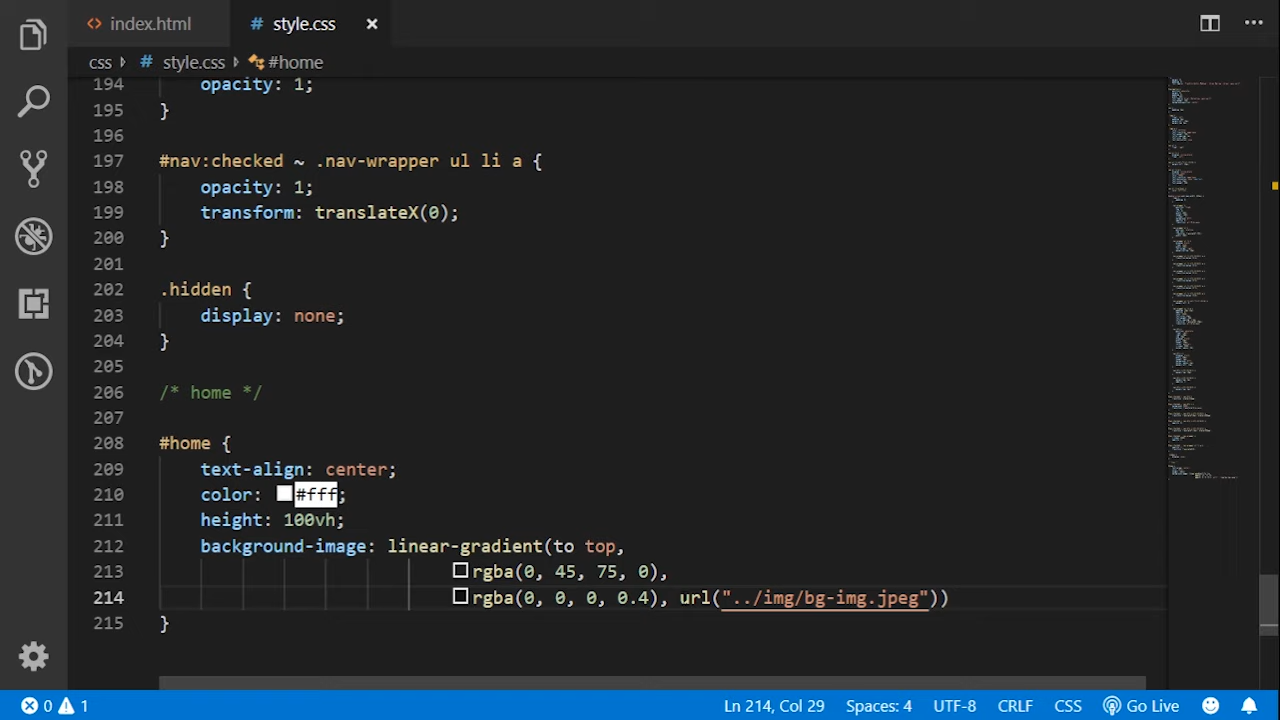 index.html
style.css
css
style.css
#home
194 opacity: 1;
195 }
196
197 #nav:checked ~ .nav-wrapper ul li a {
198 opacity: 1;
199 transform: translateX(0);
200 }
201
202 .hidden {
203 display: none;
204 }
205
206 /* home */
207
208 #home {
209 text-align: center;
210 color: #fff;
211 height: 100vh;
212 background-image: linear-gradient(to top,
213 rgba(0, 45, 75, 0),
214 rgba(0, 0, 0, 0.4), url("../img/bg-img.jpeg"))
215 }
0 1 Ln 214, Col 29 Spaces: 4 UTF-8 CRLF CSS Go Live